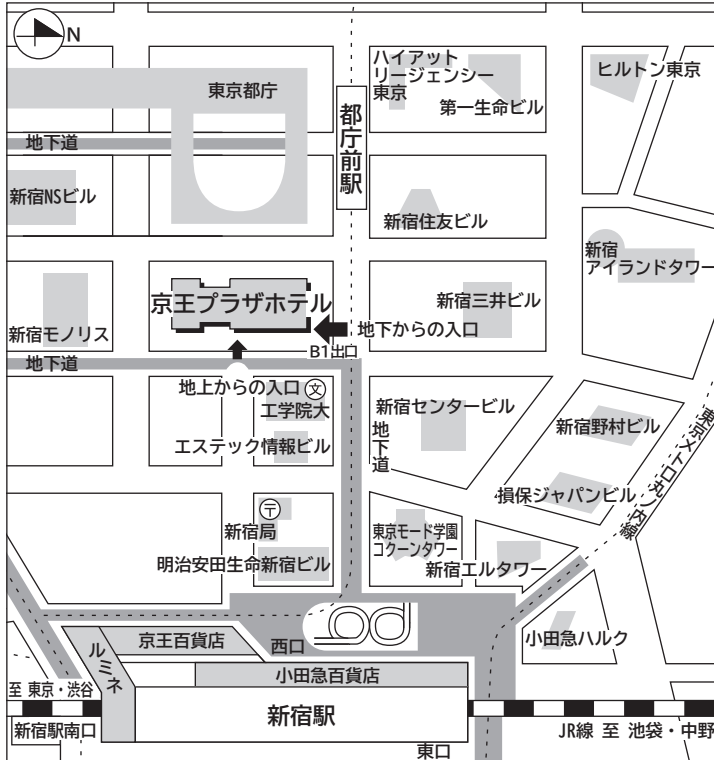 N
東京都庁
ハイアット
リージェンシー
東京
第一生命ビル
ヒルトン東京
都庁前駅
地下道
新宿NSビル
新宿住友ビル
新宿
アイランドタワー
京王プラザホテル
新宿三井ビル
地下からの入口
新宿モノリス
B1出口
地下道
地上からの入口
文
工学院大
エステック情報ビル
新宿センタービル
地下道
新宿野村ビル
東京メトロ丸ノ内線
損保ジャパンビル
〒
新宿局
明治安田生命新宿ビル
東京モード学園
コクーンタワー
新宿エルタワー
小田急ハルク
京王百貨店
西口
ルミネ
小田急百貨店
至 東京・渋谷
新宿駅
新宿駅南口
JR線 至 池袋・中野
東口